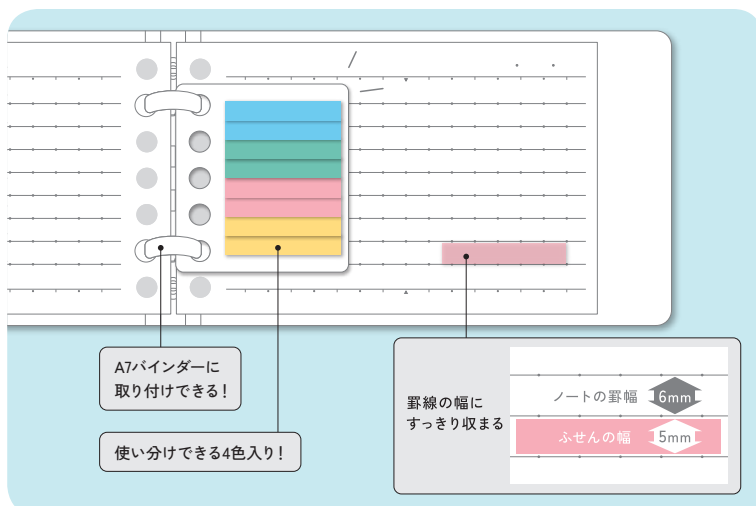 A7バインダーに
取り付けできる!
使い分けできる4色入り!
罫線の幅に
すっきり収まる
ノートの罫幅 6mm
ふせんの幅 5mm